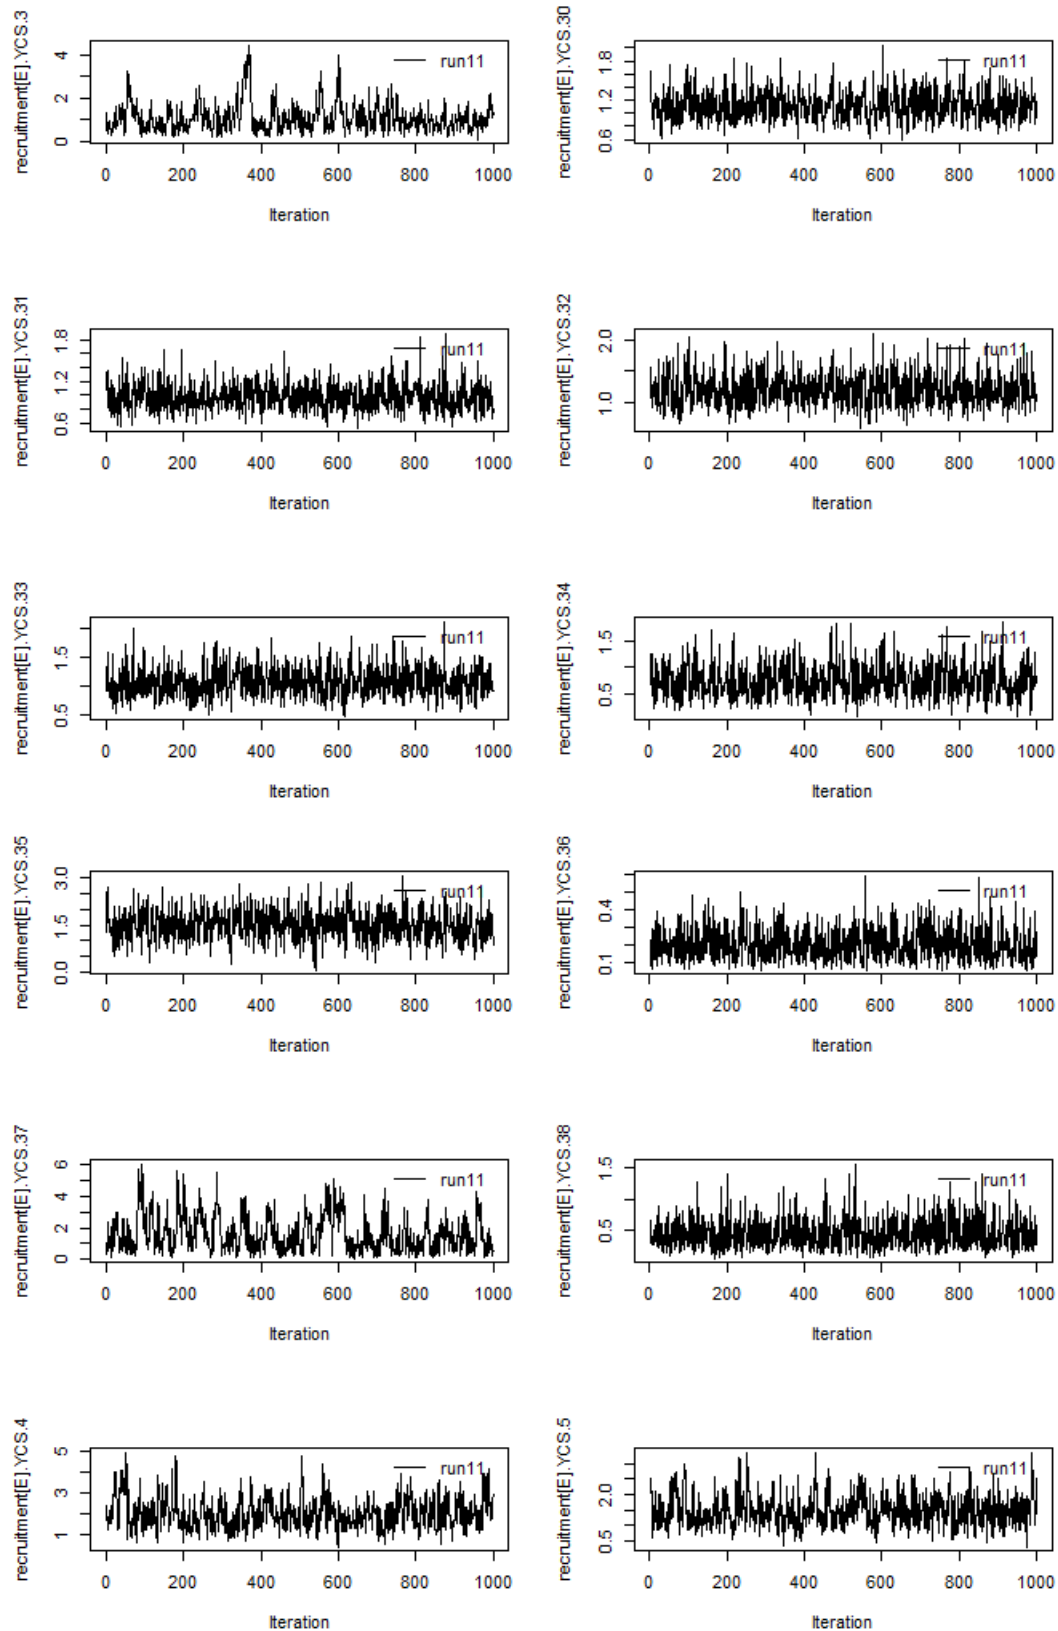 recruitment[E].YCS.3
0 2 4
run11
0 200 400 600 800 1000
Iteration
recruitment[E].YCS.30
0.6 1.2 1.8
run11
0 200 400 600 800 1000
Iteration
recruitment[E].YCS.31
0.6 1.2 1.8
run11
0 200 400 600 800 1000
Iteration
recruitment[E].YCS.32
1.0 2.0
run11
0 200 400 600 800 1000
Iteration
recruitment[E].YCS.33
0.5 1.5
run11
0 200 400 600 800 1000
Iteration
recruitment[E].YCS.34
0.5 1.5
run11
0 200 400 600 800 1000
Iteration
recruitment[E].YCS.35
0.0 1.5 3.0
run11
0 200 400 600 800 1000
Iteration
recruitment[E].YCS.36
0.1 0.4
run11
0 200 400 600 800 1000
Iteration
recruitment[E].YCS.37
0 2 4 6
run11
0 200 400 600 800 1000
Iteration
recruitment[E].YCS.38
0.5 1.5
run11
0 200 400 600 800 1000
Iteration
recruitment[E].YCS.4
1 3 5
run11
0 200 400 600 800 1000
Iteration
recruitment[E].YCS.5
0.5 2.0
run11
0 200 400 600 800 1000
Iteration